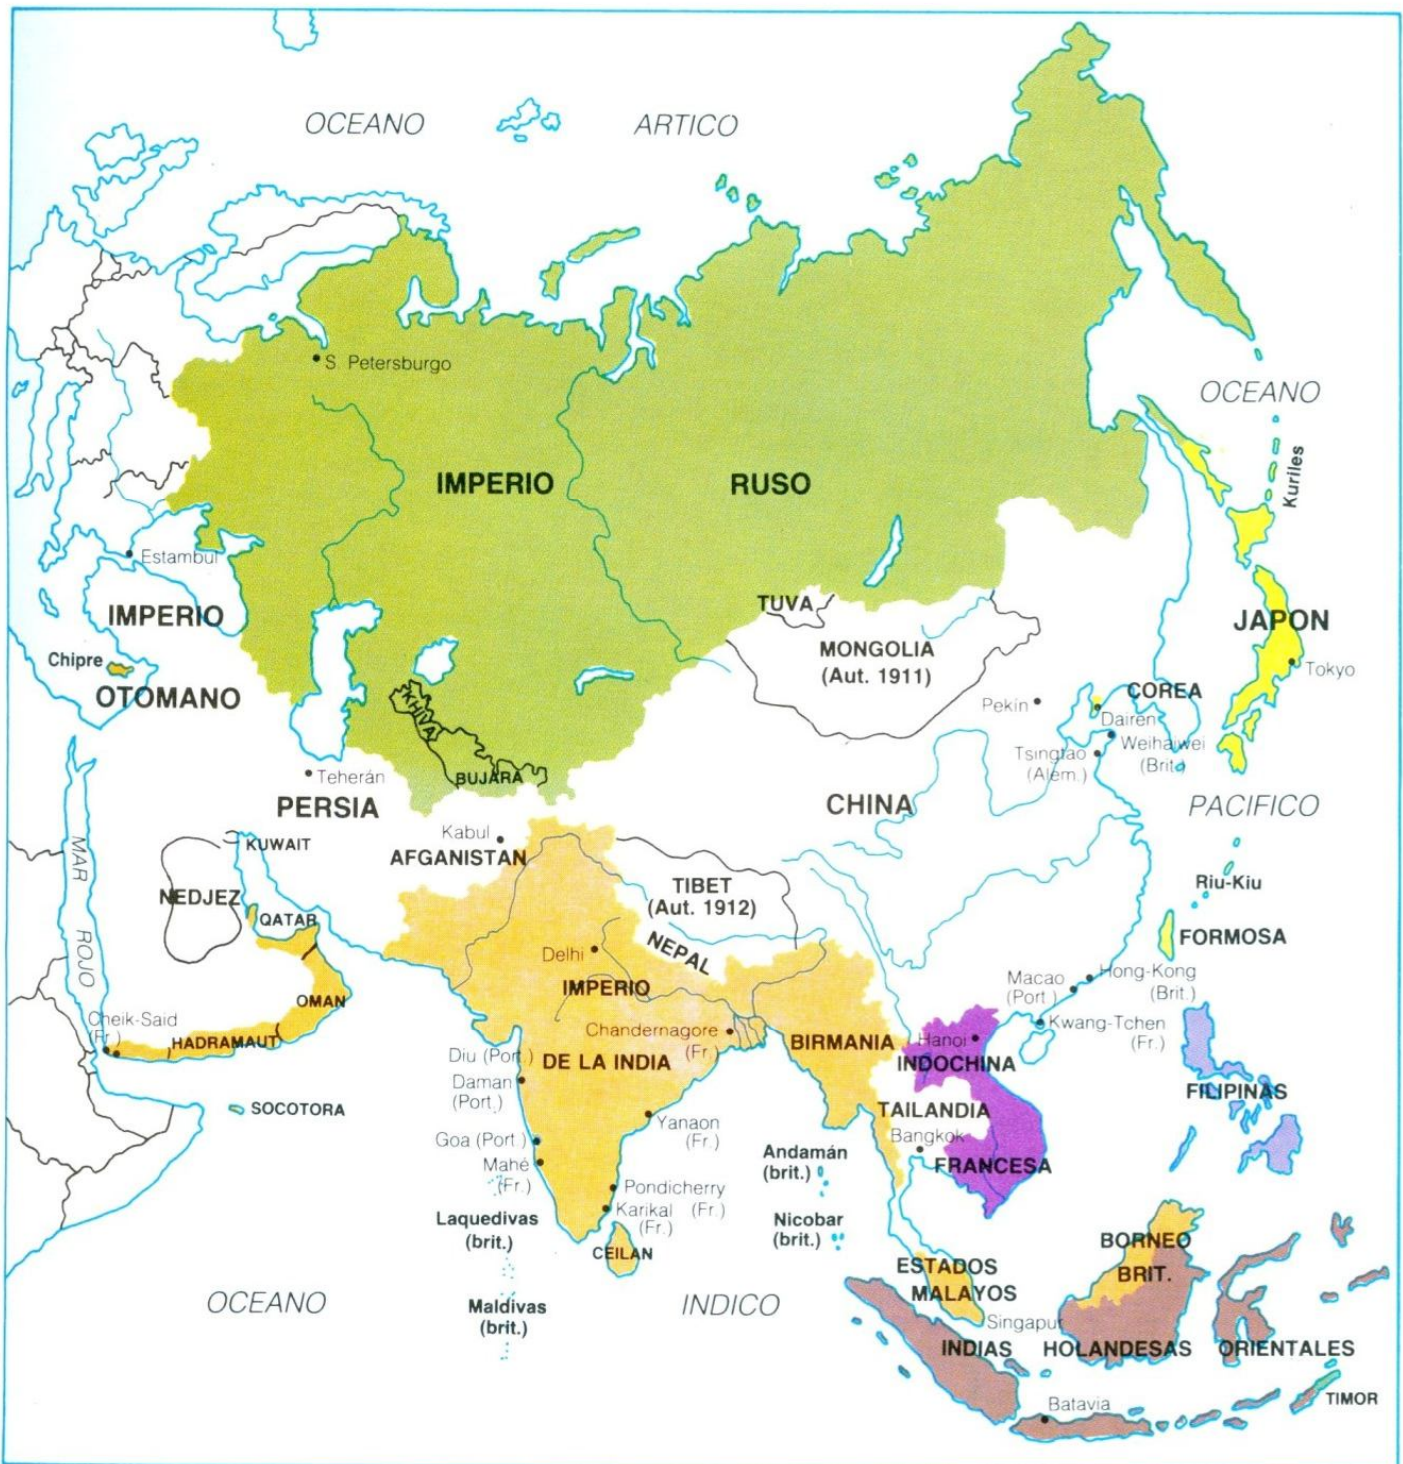 OCEANO ARTICO
S. Petersburgo
OCEANO
IMPERIO RUSO
Kuriles
Estambul
TUVA
IMPERIO
JAPON
MONGOLIA
(Aut. 1911)
Chipre
Tokyo
OTOMANO
KHIVA
COREA
Pekín
Dairen
Weihaiwei
(Brit.)
Tsingtao
(Alem.)
Teherán
BUJARA
PERSIA
CHINA
PACIFICO
Kabul
MAR
ROJO
KUWAIT
AFGANISTAN
TIBET
(Aut. 1912)
Riu-Kiu
NEDJEZ
QATAR
FORMOSA
NEPAL
Delhi
Macao
(Port.)
Hong-Kong
(Brit.)
IMPERIO
OMAN
Cheik-Said
(Fr.)
Kwang-Tchen
(Fr.)
Chandernagore
(Fr.)
HADRAMAUT
BIRMANIA
Hanoi
Diu (Port.)
DE LA INDIA
INDOCHINA
Daman
(Port.)
FILIPINAS
SOCOTORA
TAILANDIA
Yanaon
(Fr.)
Bangkok
Goa (Port.)
Andamán
(brit.)
Mahé
(Fr.)
FRANCESA
Pondicherry
(Fr.)
Karikal
(Fr.)
Laquedivas
(brit.)
Nicobar
(brit.)
CEILAN
BORNEO
BRIT.
ESTADOS
MALAYOS
OCEANO INDICO
Maldivas
(brit.)
Singapur
INDIAS HOLANDESAS ORIENTALES
TIMOR
Batavia